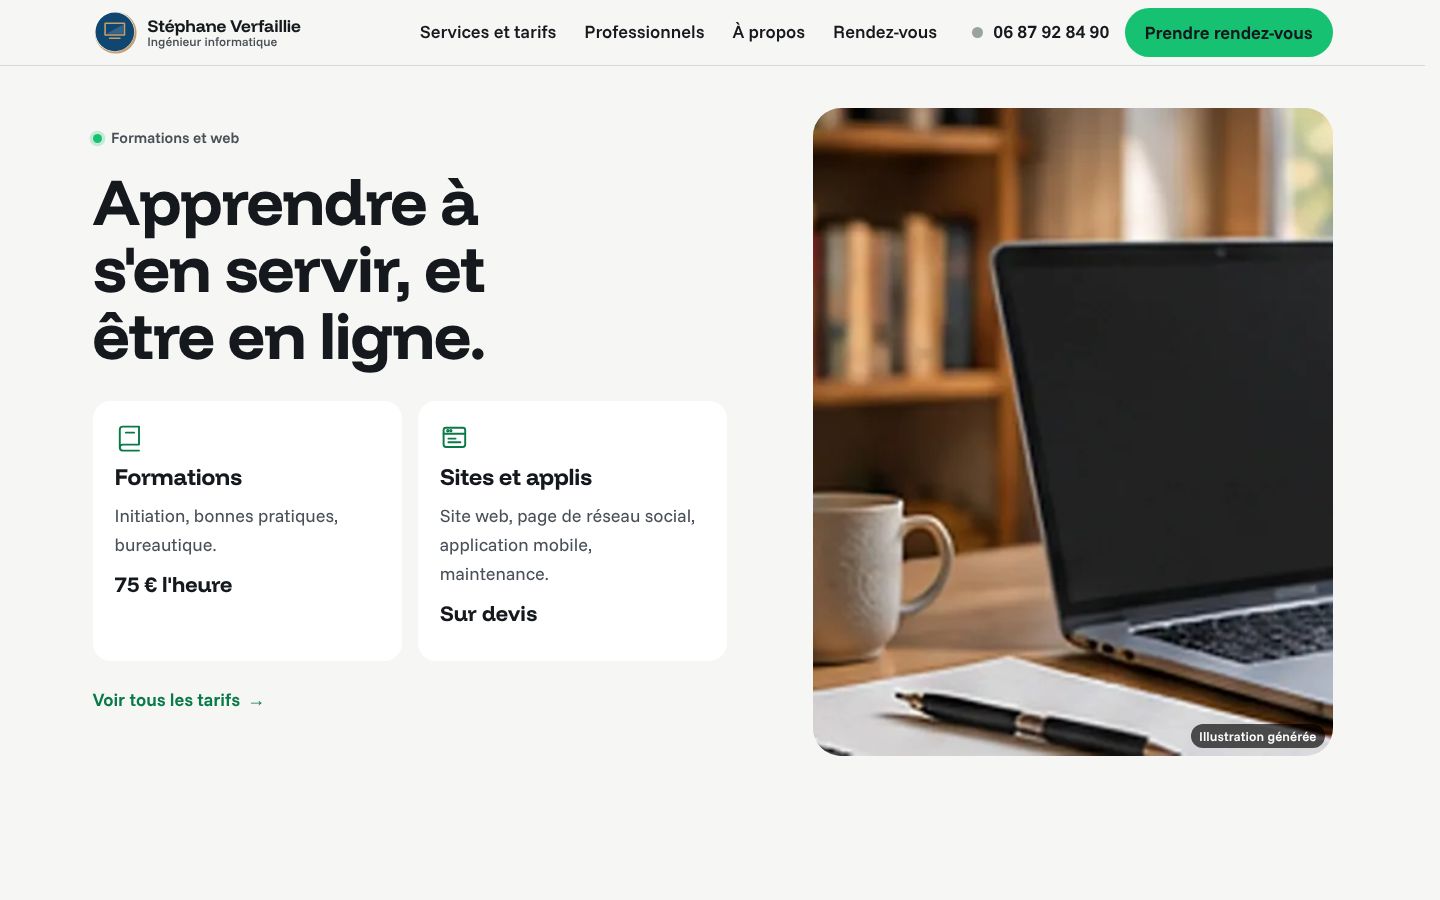 Stéphane Verfaillie
Ingénieur informatique
Services et tarifs
Professionnels
À propos
Rendez-vous
06 87 92 84 90
Prendre rendez-vous
Formations et web
Apprendre à
s'en servir, et
être en ligne.
Formations
Initiation, bonnes pratiques,
bureautique.
75 € l'heure
Sites et applis
Site web, page de réseau social,
application mobile,
maintenance.
Sur devis
Voir tous les tarifs →
Illustration générée